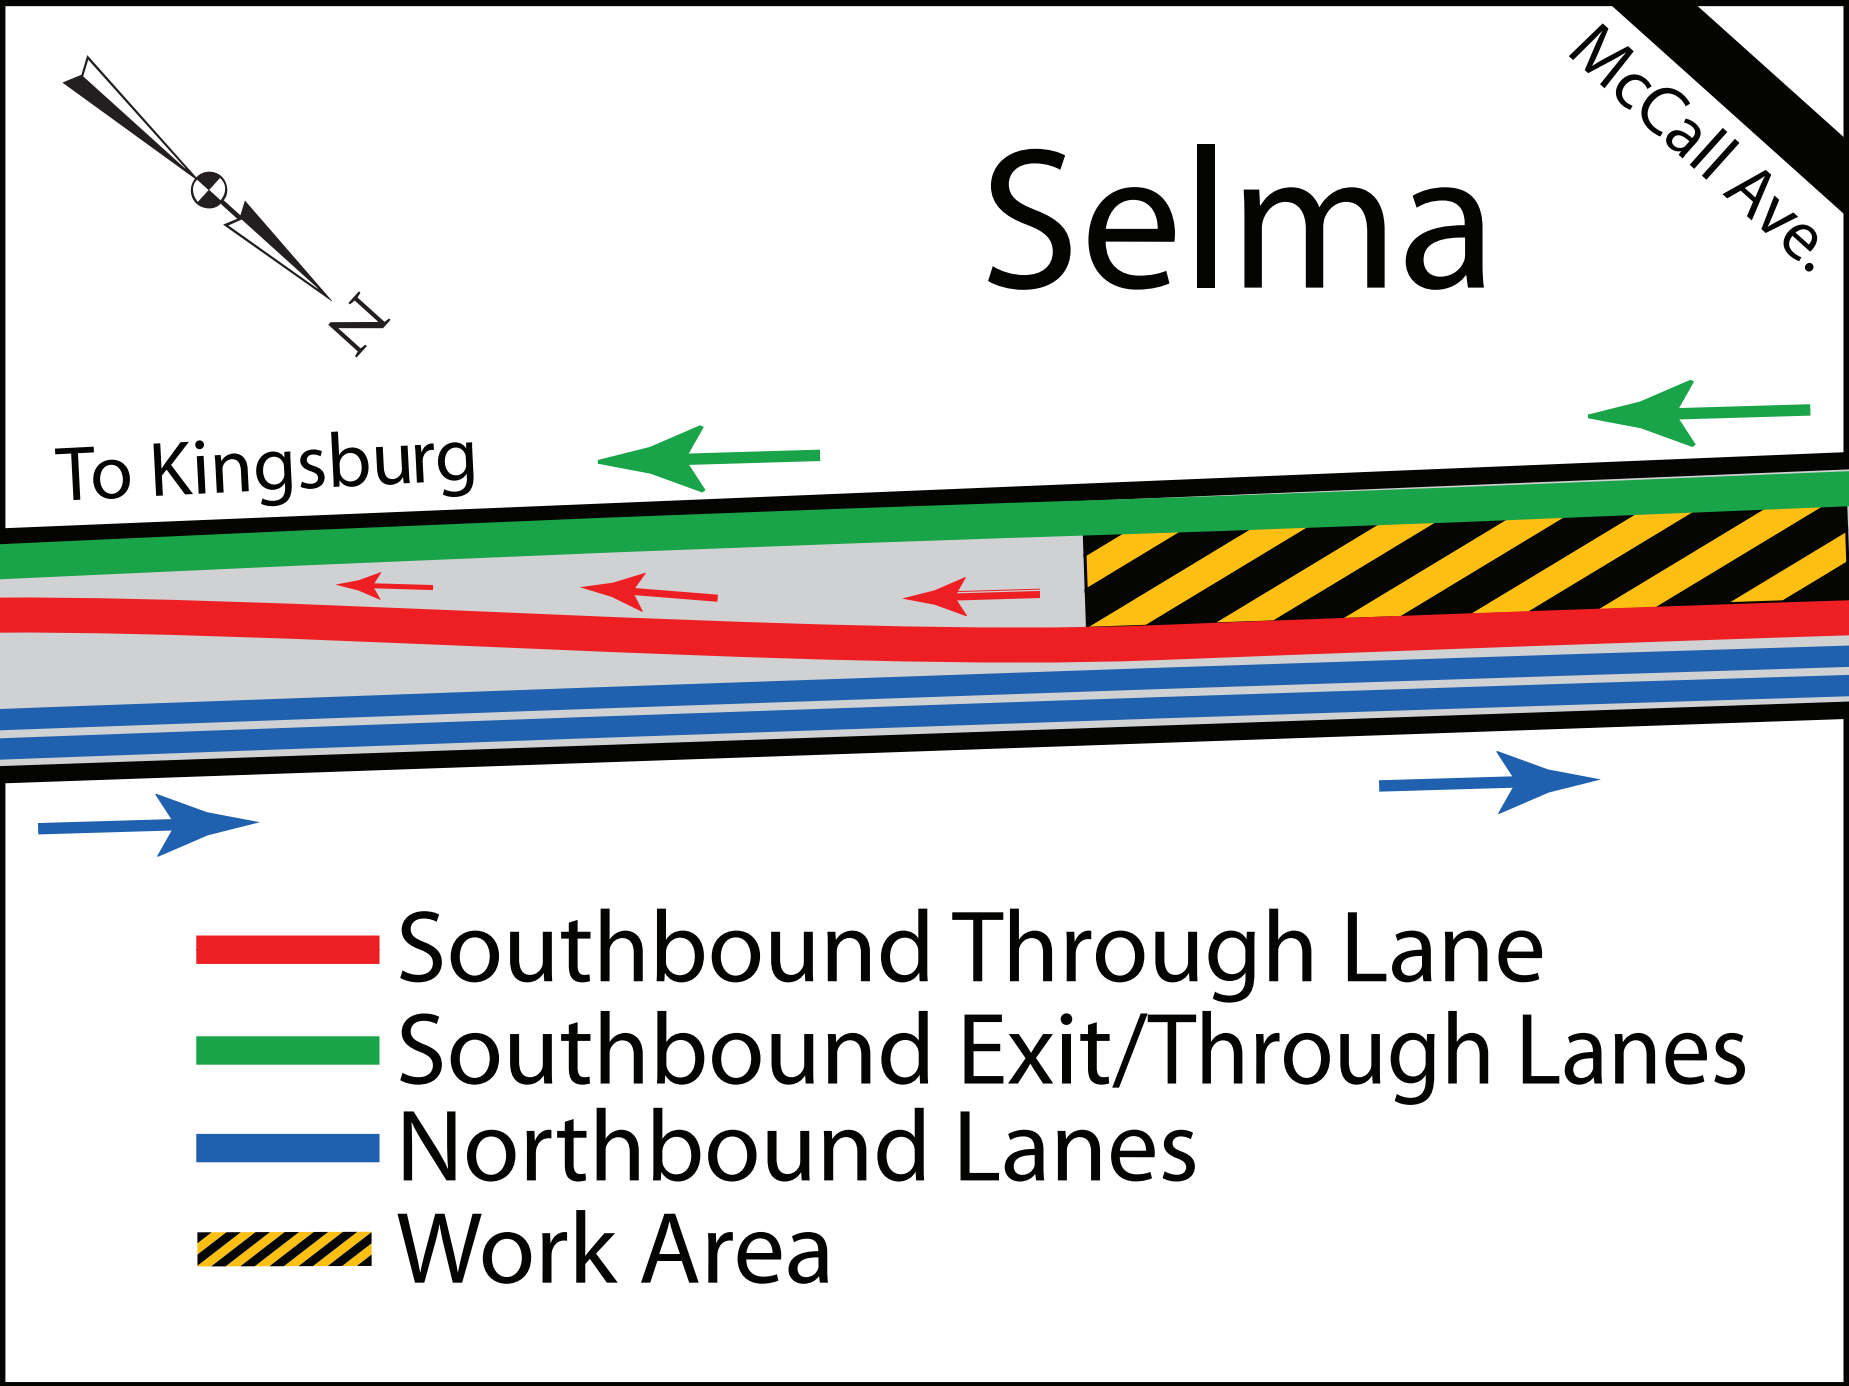 McCall Ave.
Selma
N
To Kingsburg
Southbound Through Lane
Southbound Exit/Through Lanes
Northbound Lanes
Work Area